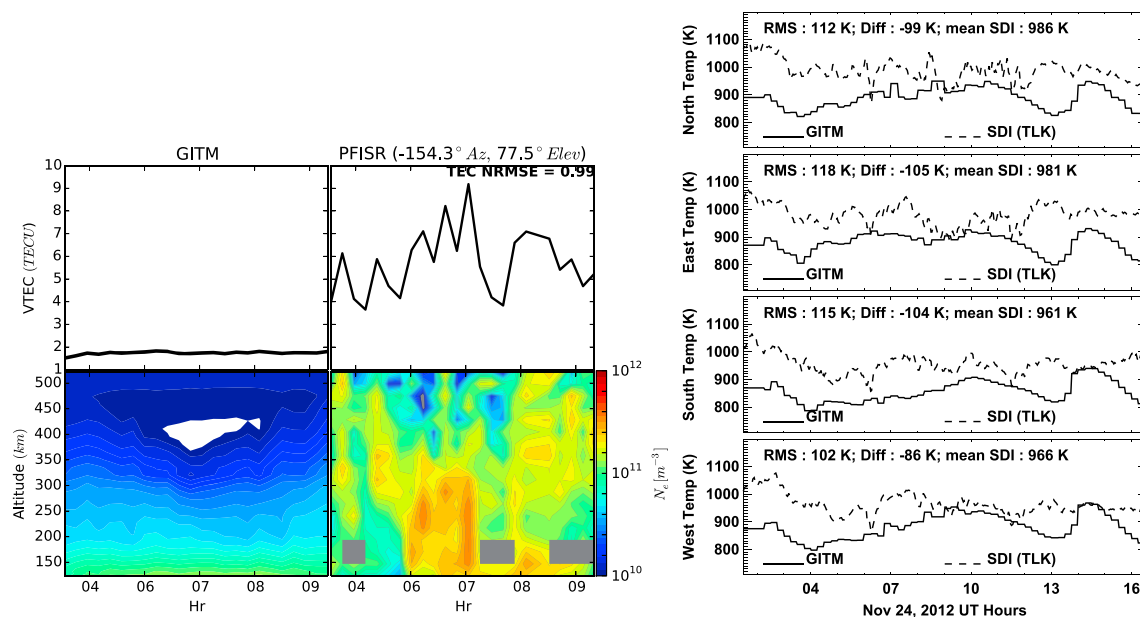 GITM
PFISR (-154.3° Az, 77.5° Elev)
TEC NRMSE = 0.99
VTEC (TECU)
10
9
8
7
6
5
4
3
2
1
Altitude (km)
500
450
400
350
300
250
200
150
04 06 07 09
Hr
04 06 07 09
Hr
10^12
10^11
10^10
N_e [m^-3]
North Temp (K)
1100
1000
900
800
RMS : 112 K; Diff : -99 K; mean SDI : 986 K
GITM SDI (TLK)
East Temp (K)
1100
1000
900
800
RMS : 118 K; Diff : -105 K; mean SDI : 981 K
GITM SDI (TLK)
South Temp (K)
1100
1000
900
800
RMS : 115 K; Diff : -104 K; mean SDI : 961 K
GITM SDI (TLK)
West Temp (K)
1100
1000
900
800
RMS : 102 K; Diff : -86 K; mean SDI : 966 K
GITM SDI (TLK)
04 07 10 13 16
Nov 24, 2012 UT Hours